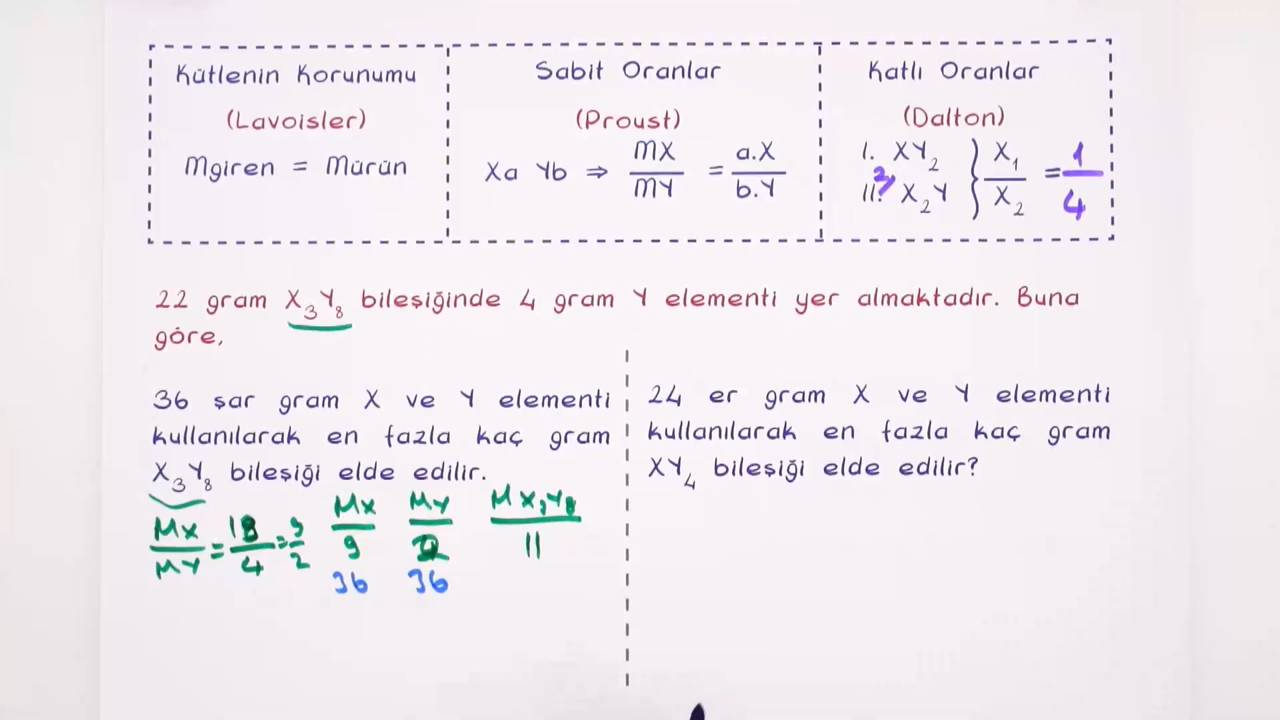 Kütlenin Korunumu
(Lavoisler)
Mgiren = Mürün
Sabit Oranlar
(Proust)
Xa Yb ⇒ MX/MY = a.X/b.Y
Katlı Oranlar
(Dalton)
I. XY₂
II. X₂Y
X₁/X₂ = 1/4
2/
22 gram X₃Y₈ bileşiğinde 4 gram Y elementi yer almaktadır. Buna
göre,
36 şar gram X ve Y elementi
kullanılarak en fazla kaç gram
X₃Y₈ bileşiği elde edilir.
MX/MY = 18/4 = 9/2
MX MY MX₃Y₈
9 2 11
36 36
24 er gram X ve Y elementi
kullanılarak en fazla kaç gram
XY₄ bileşiği elde edilir?